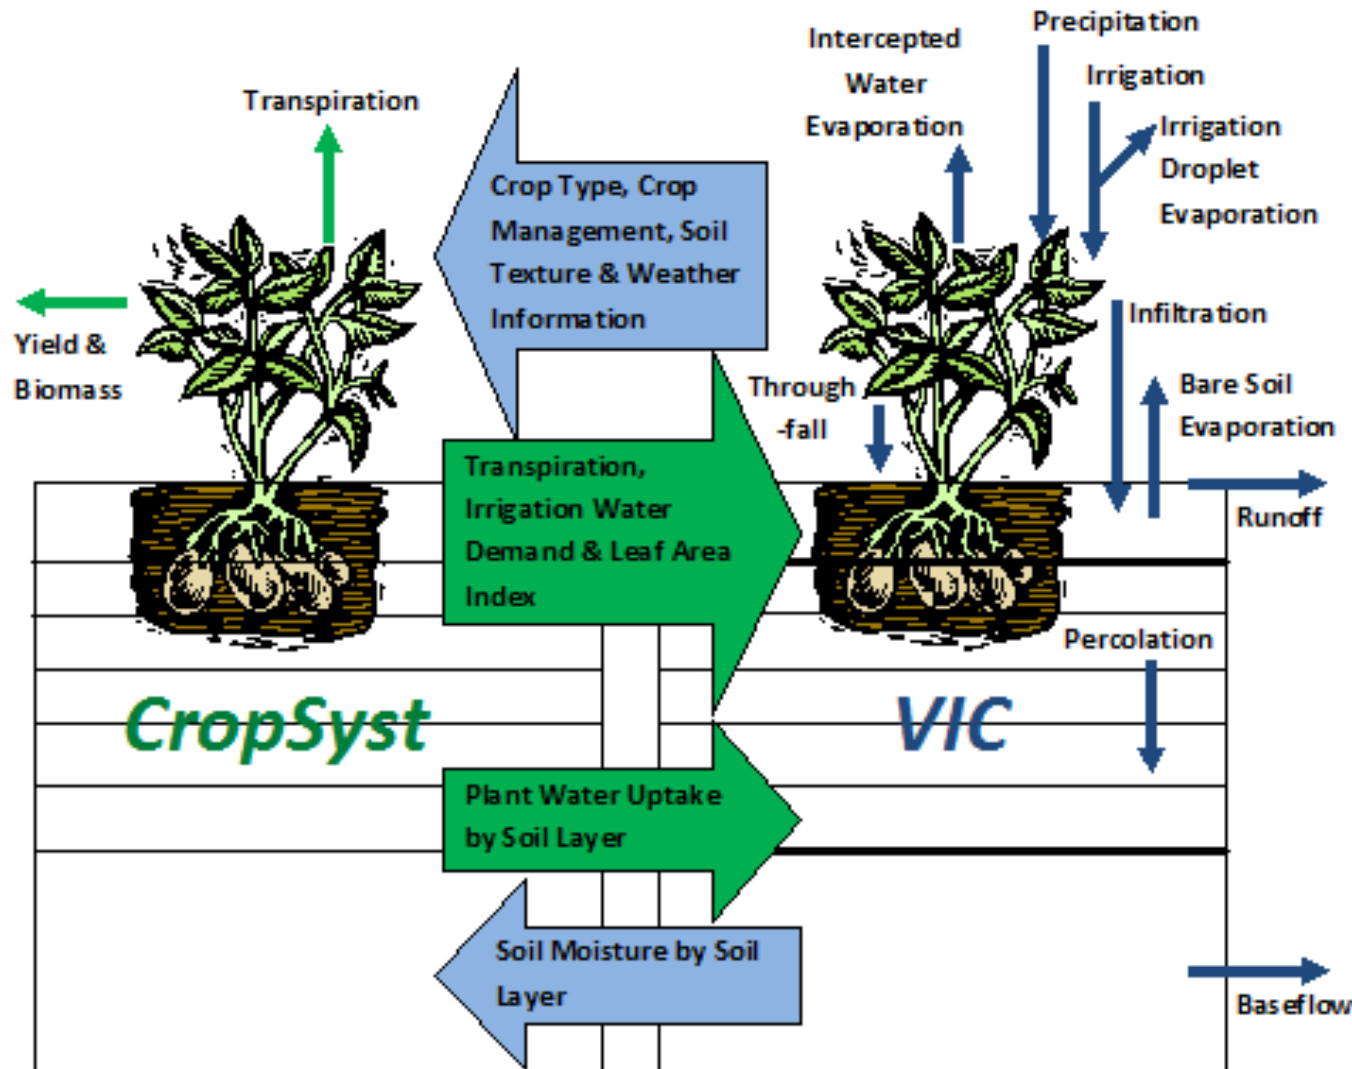 Transpiration
Yield &
Biomass
Crop Type, Crop
Management, Soil
Texture & Weather
Information
Intercepted
Water
Evaporation
Precipitation
Irrigation
Irrigation
Droplet
Evaporation
Infiltration
Bare Soil
Evaporation
Through
-fall
Runoff
Transpiration,
Irrigation Water
Demand & Leaf Area
Index
Percolation
CropSyst
VIC
Plant Water Uptake
by Soil Layer
Soil Moisture by Soil
Layer
Baseflow